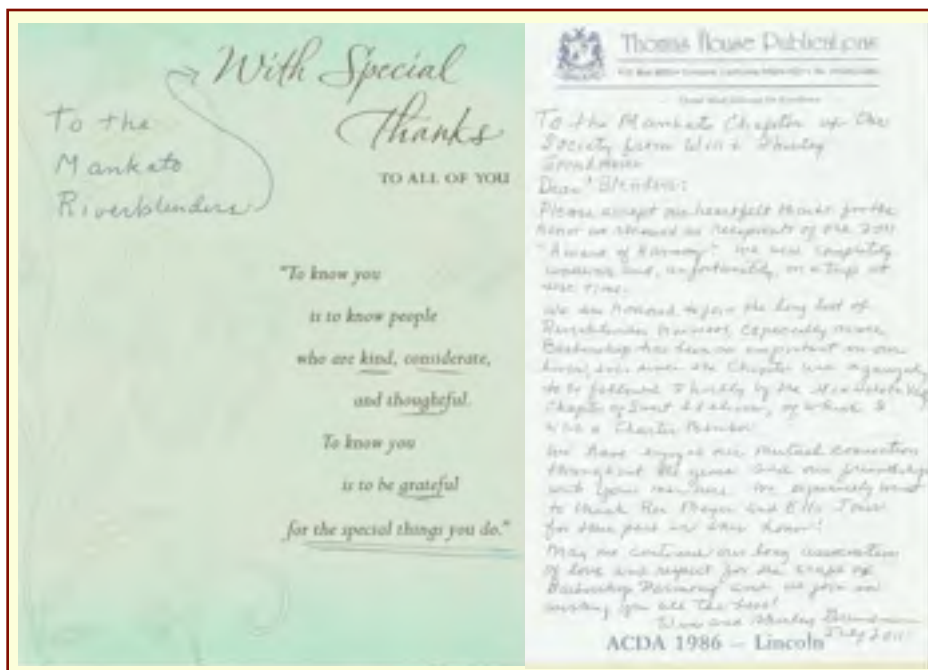 With Special
Thanks
TO ALL OF YOU
To the
Mankato
Riverblenders
"To know you
is to know people
who are kind, considerate,
and thoughtful.
To know you
is to be grateful
for the special things you do."
Thomas House Publications
To the Mankato Chapter of the
Society from Win & Shirley
Dear "Blenders:
Please accept our heartfelt thanks for the
honor we received as recipients of the 2011
"Award of Harmony". We were completely
and, unfortunately, on a trip at
the time.
We are honored to join the long list of
Riverblender honorees, especially since
Barbershop has been so important in our
lives, ever since the Chapter was organized
to be followed shortly by the Minnesota Valley
Chapter of Sweet Adelines, of which I
was a Charter Member.
We have enjoyed our mutual connection
throughout the years and our friendships
with your members. We especially want
to thank
for their part in this honor!
May we continue our long association
of love and respect for the craft of
Barbershop Harmony and we join in
wishing you all the best!
Win and Shirley
July 2011
ACDA 1986 – Lincoln